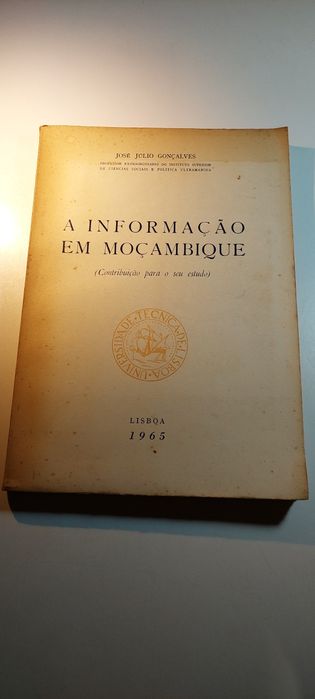 JOSÉ JÚLIO GONÇALVES
PROFESSOR EXTRAORDINÁRIO DO INSTITUTO SUPERIOR
DE CIÊNCIAS SOCIAIS E POLÍTICA ULTRAMARINA
A INFORMAÇÃO
EM MOÇAMBIQUE
(Contribuição para o seu estudo)
UNIVERSIDADE·TÉCNICA·DE·LISBOA
LISBOA
1965